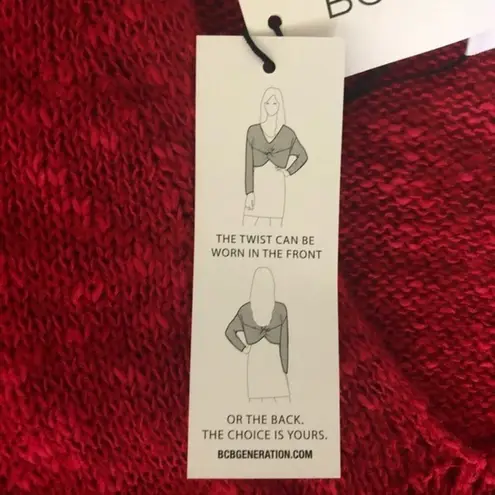 THE TWIST CAN BE
WORN IN THE FRONT
OR THE BACK.
THE CHOICE IS YOURS.
BCBGENERATION.COM